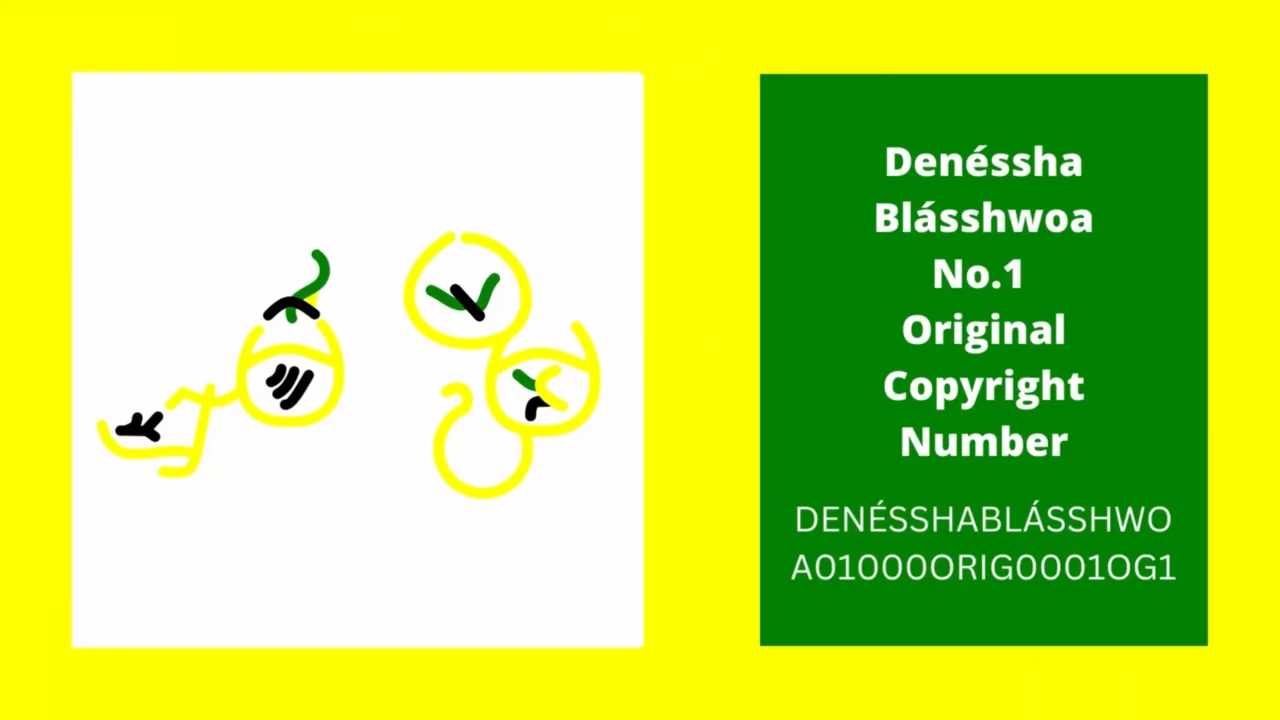 Denéssha
Blásshwoa
No.1
Original
Copyright
Number
DENÉSSHABLÁSSHWO
A01000ORIG0001OG1